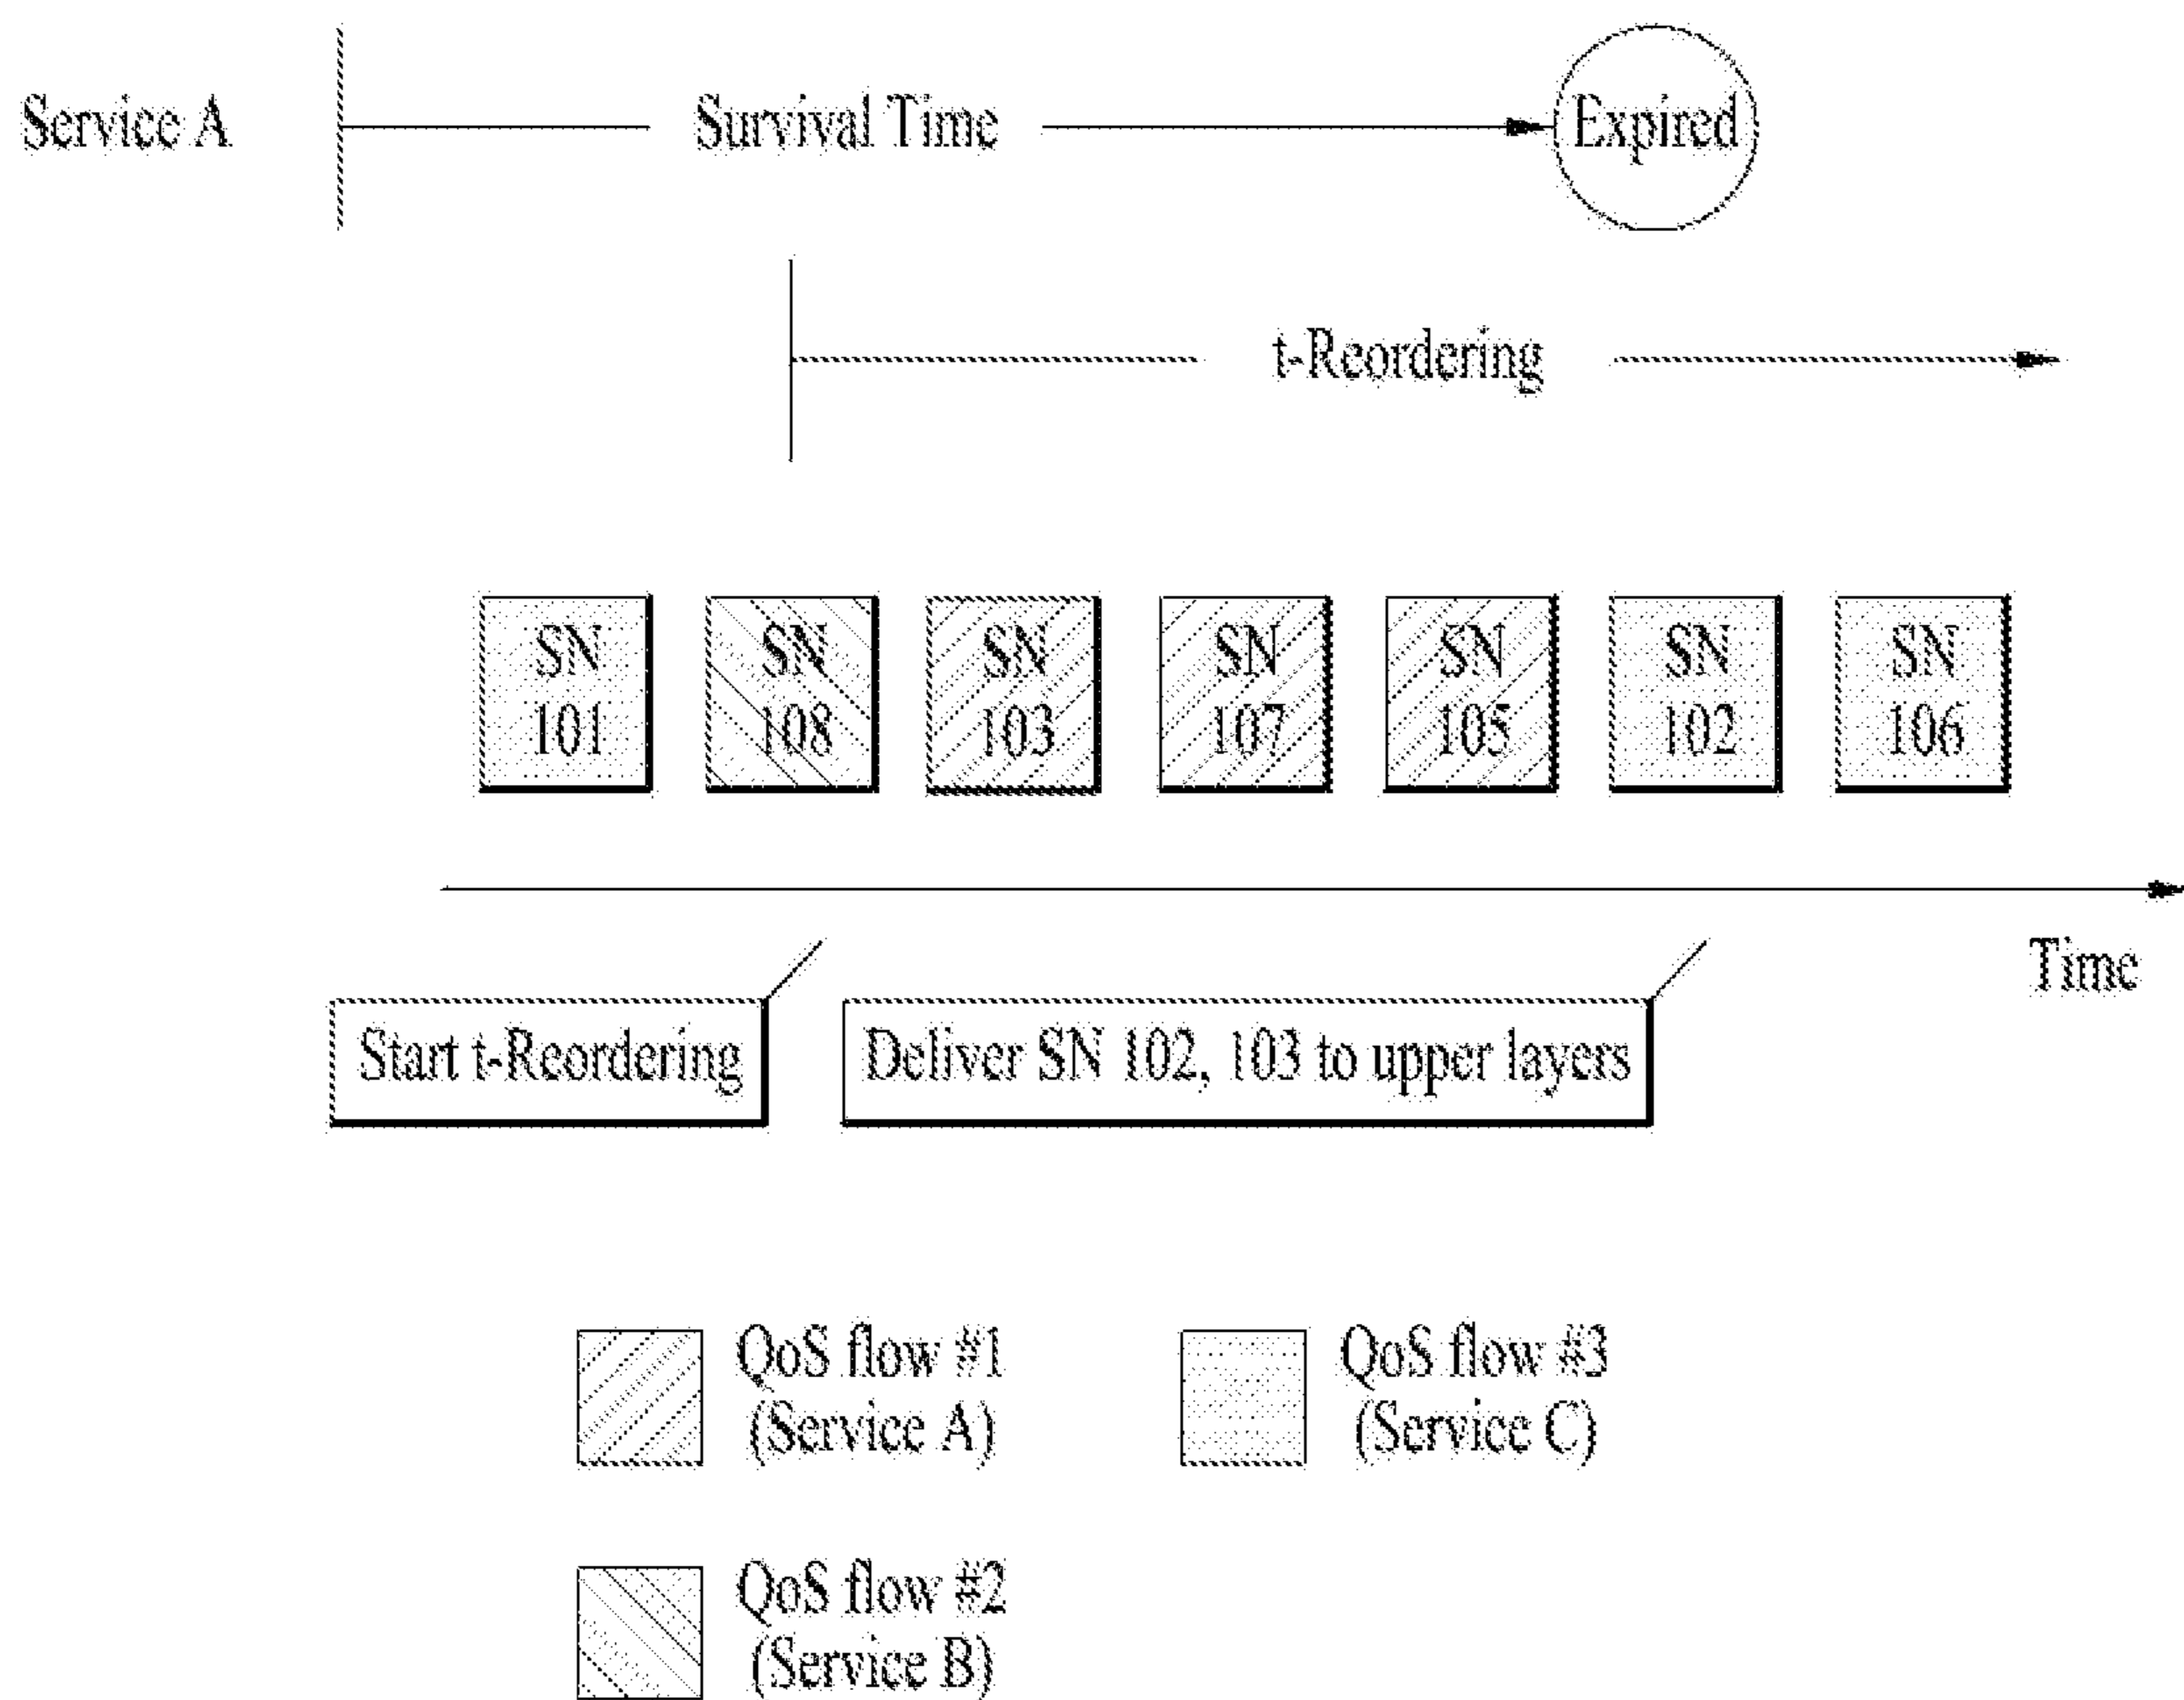 Service A
Survival Time
Expired
t-Reordering
SN
101
SN
108
SN
103
SN
107
SN
105
SN
102
SN
106
Time
Start t-Reordering
Deliver SN 102, 103 to upper layers
QoS flow #1
(Service A)
QoS flow #3
(Service C)
QoS flow #2
(Service B)